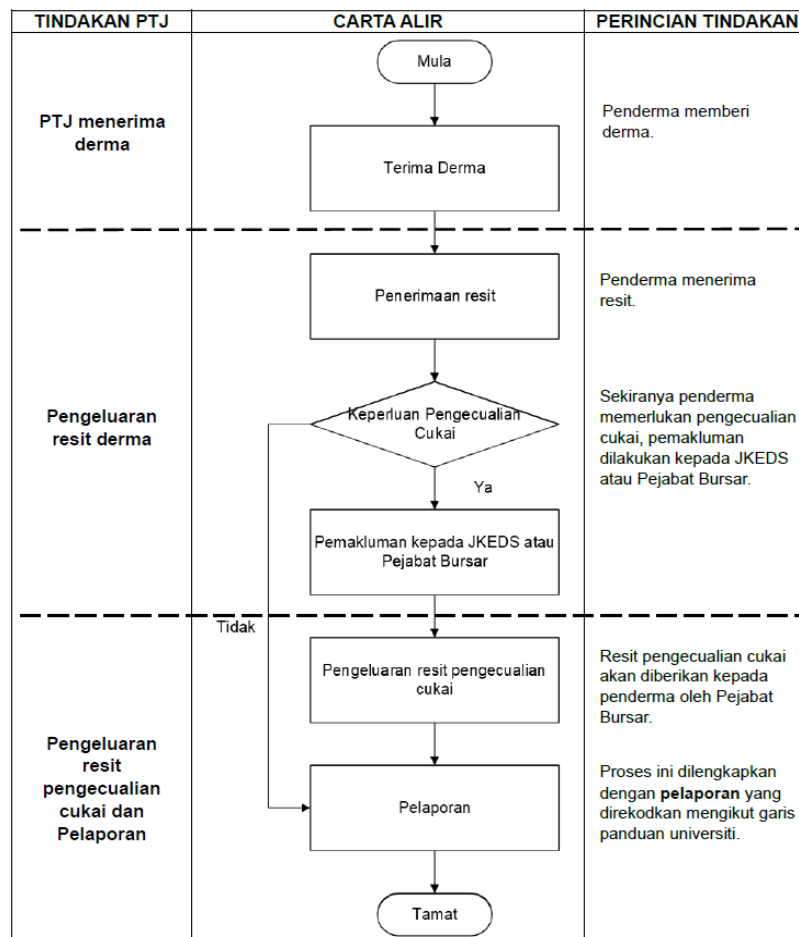 TINDAKAN PTJ
CARTA ALIR
PERINCIAN TINDAKAN
Mula
PTJ menerima
derma
Terima Derma
Penderma memberi
derma.
Penerimaan resit
Penderma menerima
resit.
Pengeluaran
resit derma
Keperluan Pengecualian
Cukai
Sekiranya penderma
memerlukan pengecualian
cukai, pemakluman
dilakukan kepada JKEDS
atau Pejabat Bursar.
Ya
Pemakluman kepada JKEDS atau
Pejabat Bursar
Tidak
Pengeluaran
resit
pengecualian
cukai dan
Pelaporan
Pengeluaran resit pengecualian
cukai
Resit pengecualian cukai
akan diberikan kepada
penderma oleh Pejabat
Bursar.
Pelaporan
Proses ini dilengkapkan
dengan pelaporan yang
direkodkan mengikut garis
panduan universiti.
Tamat